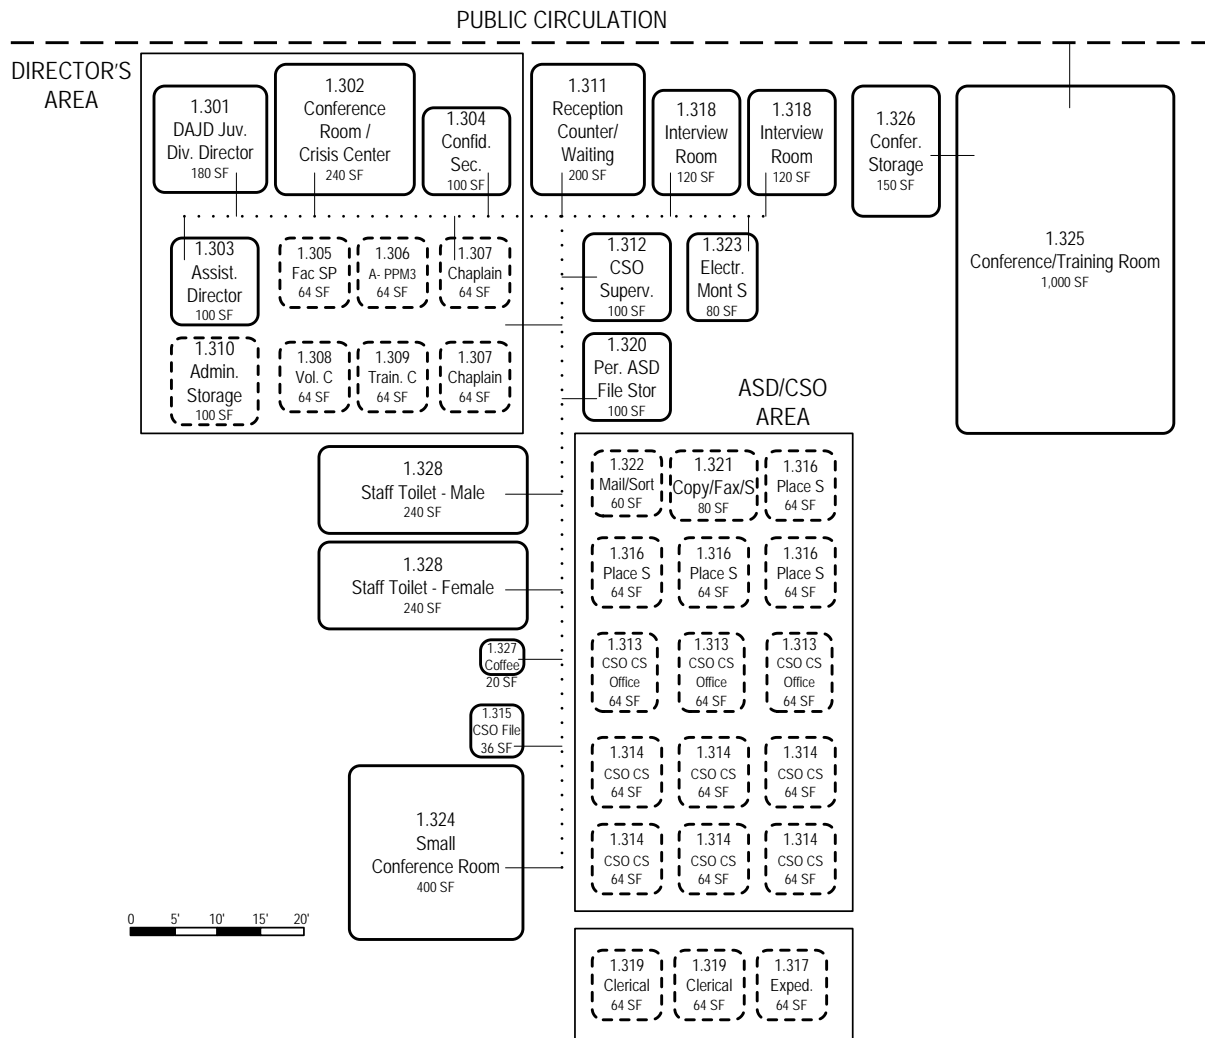 PUBLIC CIRCULATION
DIRECTOR'S
AREA
1.301
DAJD Juv.
Div. Director
180 SF
1.302
Conference
Room /
Crisis Center
240 SF
1.304
Confid.
Sec.
100 SF
1.311
Reception
Counter/
Waiting
200 SF
1.318
Interview
Room
120 SF
1.318
Interview
Room
120 SF
1.326
Confer.
Storage
150 SF
1.325
Conference/Training Room
1,000 SF
1.303
Assist.
Director
100 SF
1.305
Fac SP
64 SF
1.306
A- PPM3
64 SF
1.307
Chaplain
64 SF
1.312
CSO
Superv.
100 SF
1.323
Electr.
Mont S
80 SF
1.310
Admin.
Storage
100 SF
1.308
Vol. C
64 SF
1.309
Train. C
64 SF
1.307
Chaplain
64 SF
1.320
Per. ASD
File Stor
100 SF
ASD/CSO
AREA
1.328
Staff Toilet - Male
240 SF
1.322
Mail/Sort
60 SF
1.321
Copy/Fax/S
80 SF
1.316
Place S
64 SF
1.328
Staff Toilet - Female
240 SF
1.316
Place S
64 SF
1.316
Place S
64 SF
1.316
Place S
64 SF
1.327
Coffee
20 SF
1.313
CSO CS
Office
64 SF
1.313
CSO CS
Office
64 SF
1.313
CSO CS
Office
64 SF
1.315
CSO File
36 SF
1.314
CSO CS
64 SF
1.314
CSO CS
64 SF
1.314
CSO CS
64 SF
1.324
Small
Conference Room
400 SF
1.314
CSO CS
64 SF
1.314
CSO CS
64 SF
1.314
CSO CS
64 SF
0 5' 10' 15' 20'
1.319
Clerical
64 SF
1.319
Clerical
64 SF
1.317
Exped.
64 SF